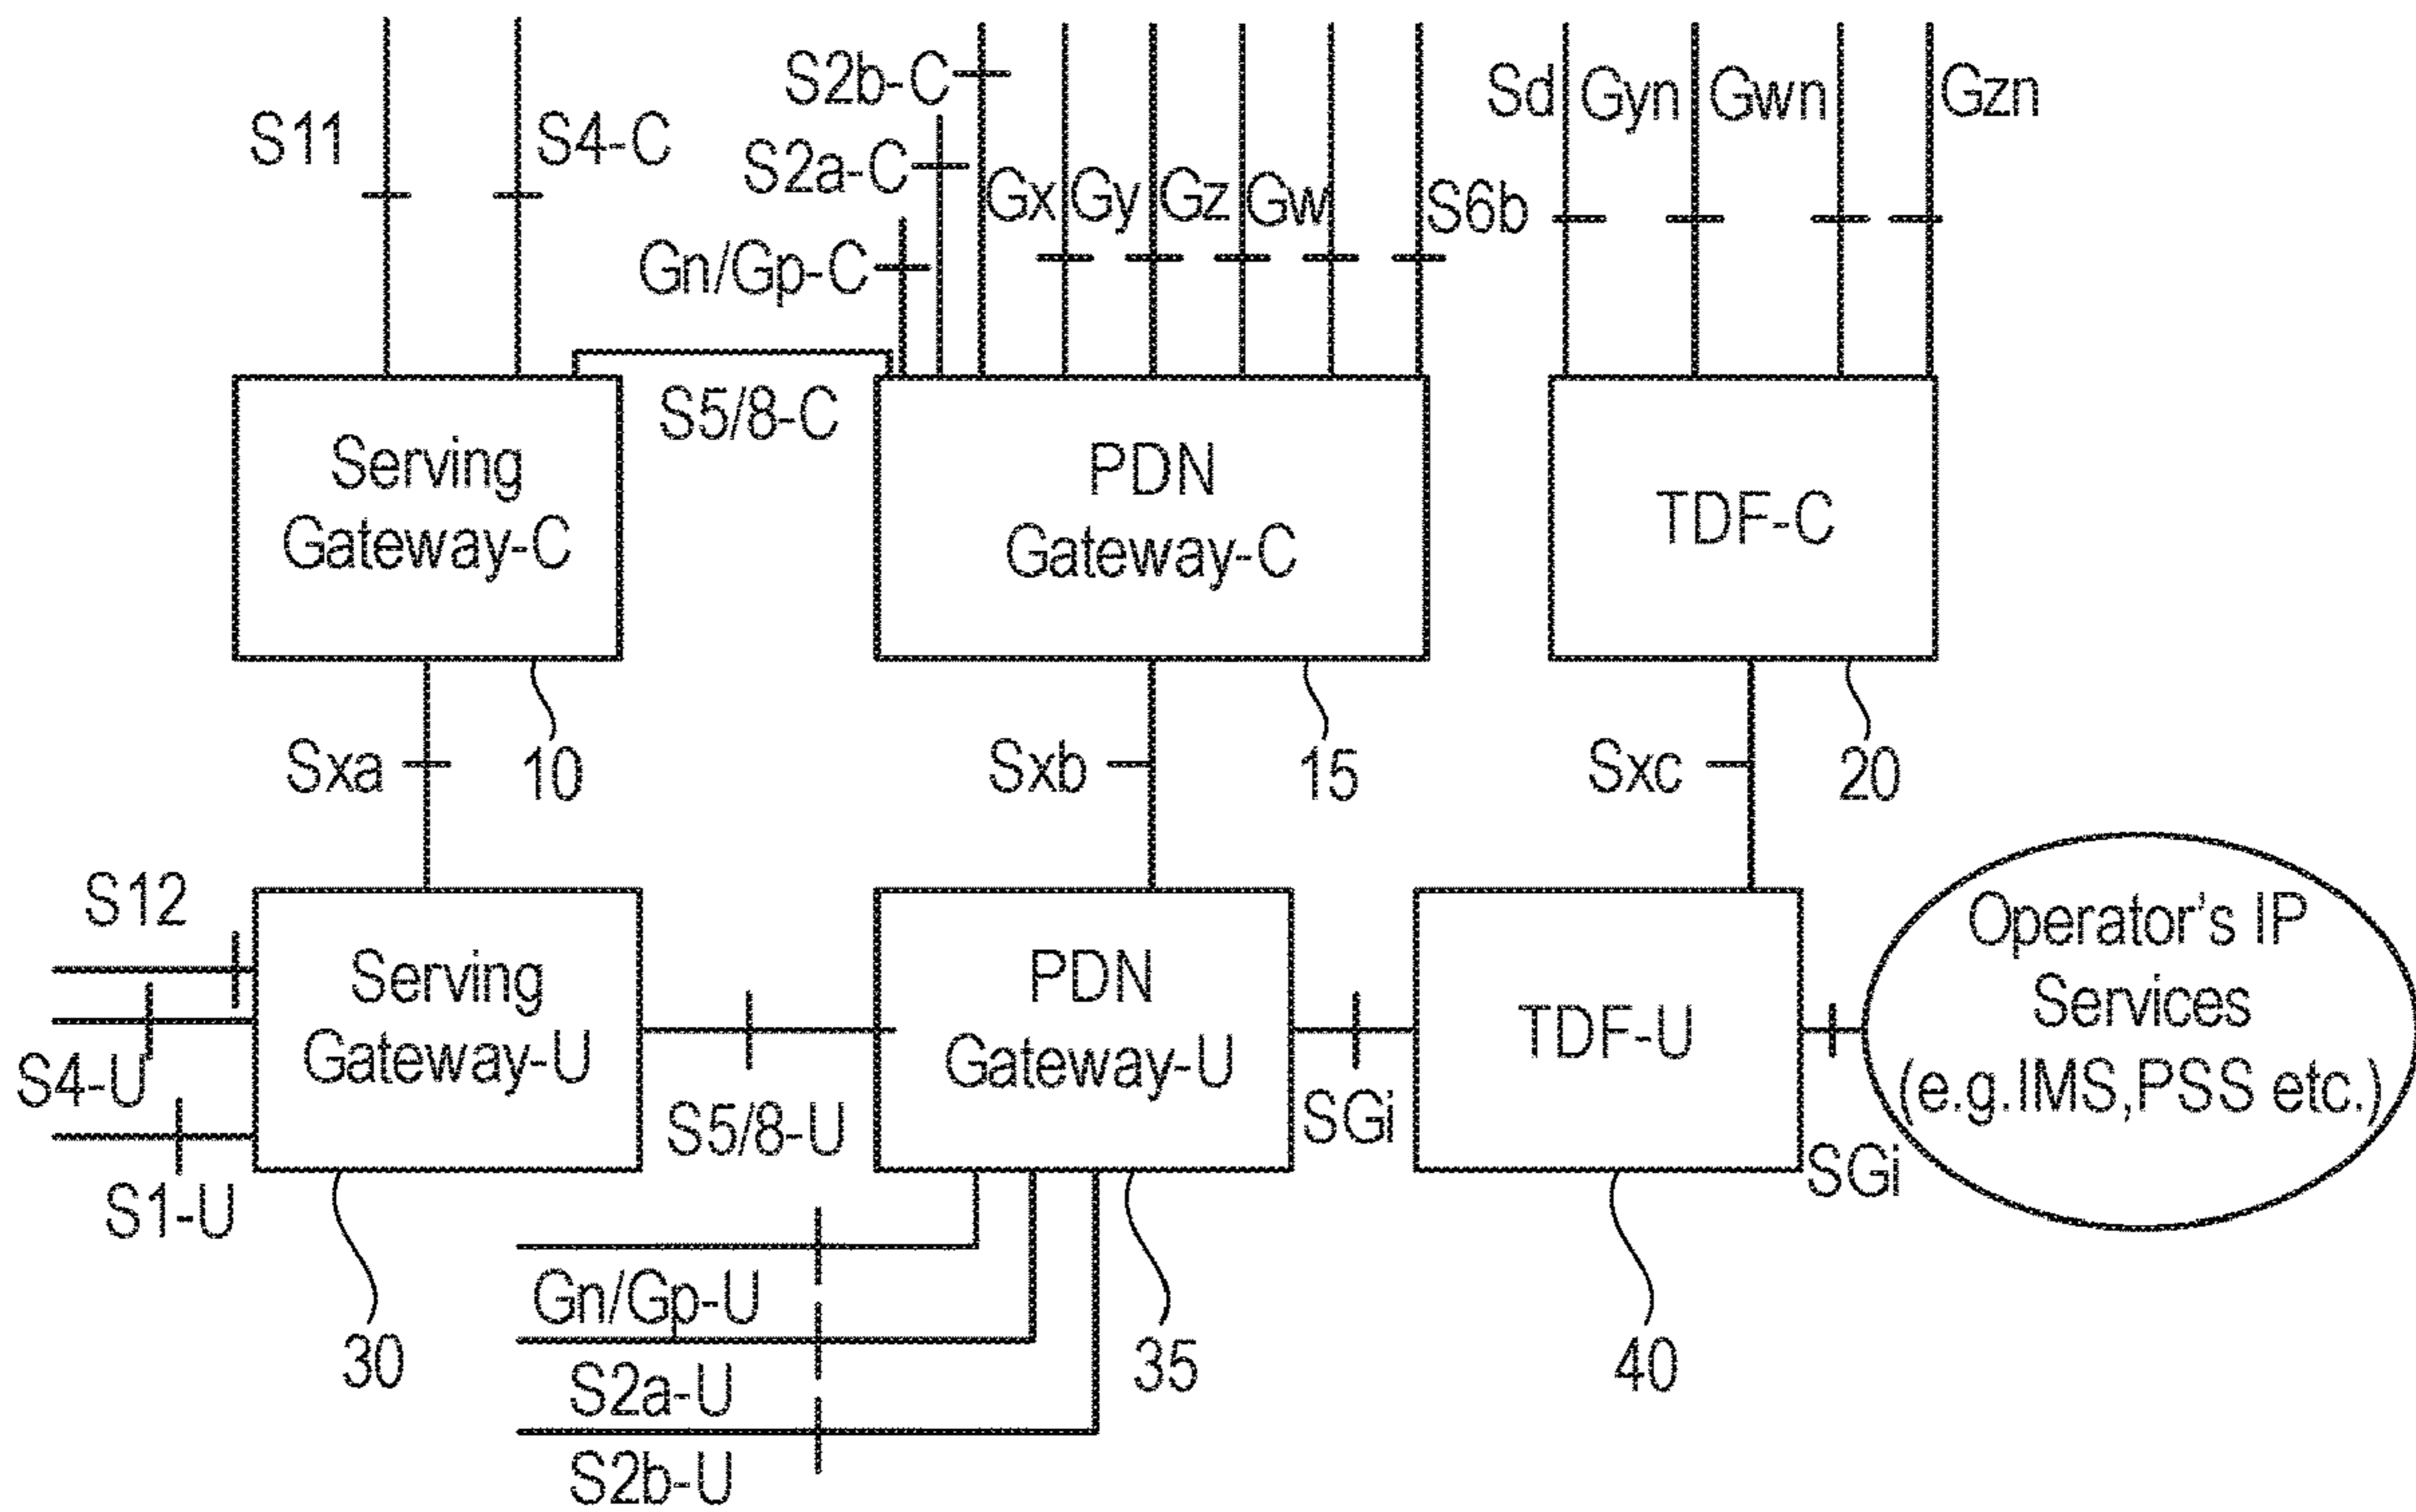 S2b-C
Sd Gyn Gwn Gzn
S11 S4-C
S2a-C
Gx Gy Gz Gw S6b
Gn/Gp-C
S5/8-C
Serving
Gateway-C
PDN
Gateway-C
TDF-C
Sxa 10
Sxb 15
Sxc 20
S12
S4-U
S1-U
Serving
Gateway-U
S5/8-U
PDN
Gateway-U
SGi
TDF-U
SGi
Operator's IP
Services
(e.g.IMS,PSS etc.)
30
Gn/Gp-U
S2a-U
S2b-U
35
40